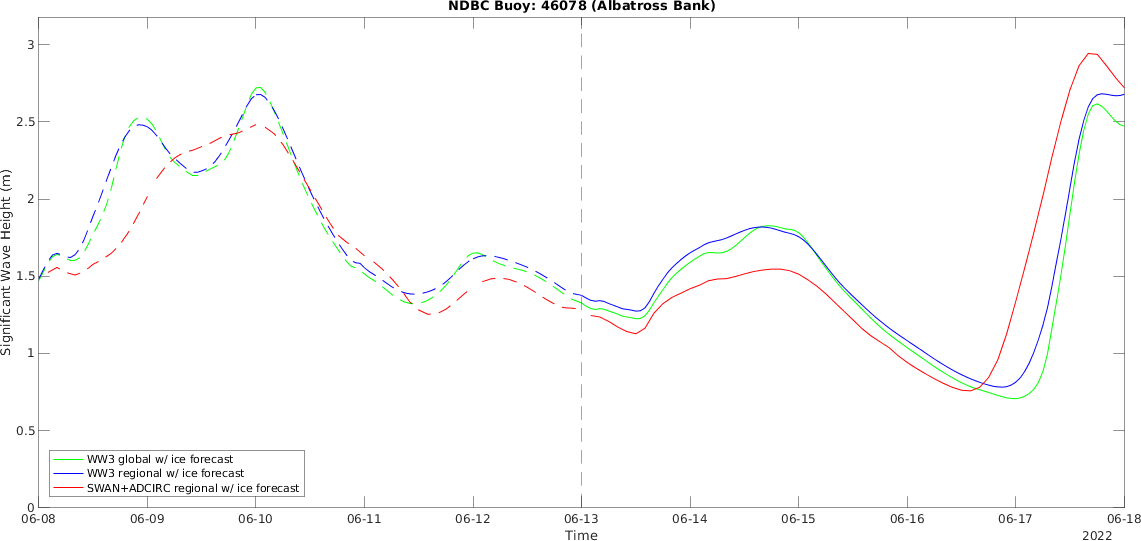 NDBC Buoy: 46078 (Albatross Bank)
3
2.5
2
1.5
1
0.5
0
Significant Wave Height (m)
WW3 global w/ ice forecast
WW3 regional w/ ice forecast
SWAN+ADCIRC regional w/ ice forecast
06-08 06-09 06-10 06-11 06-12 06-13 06-14 06-15 06-16 06-17 06-18
Time
2022